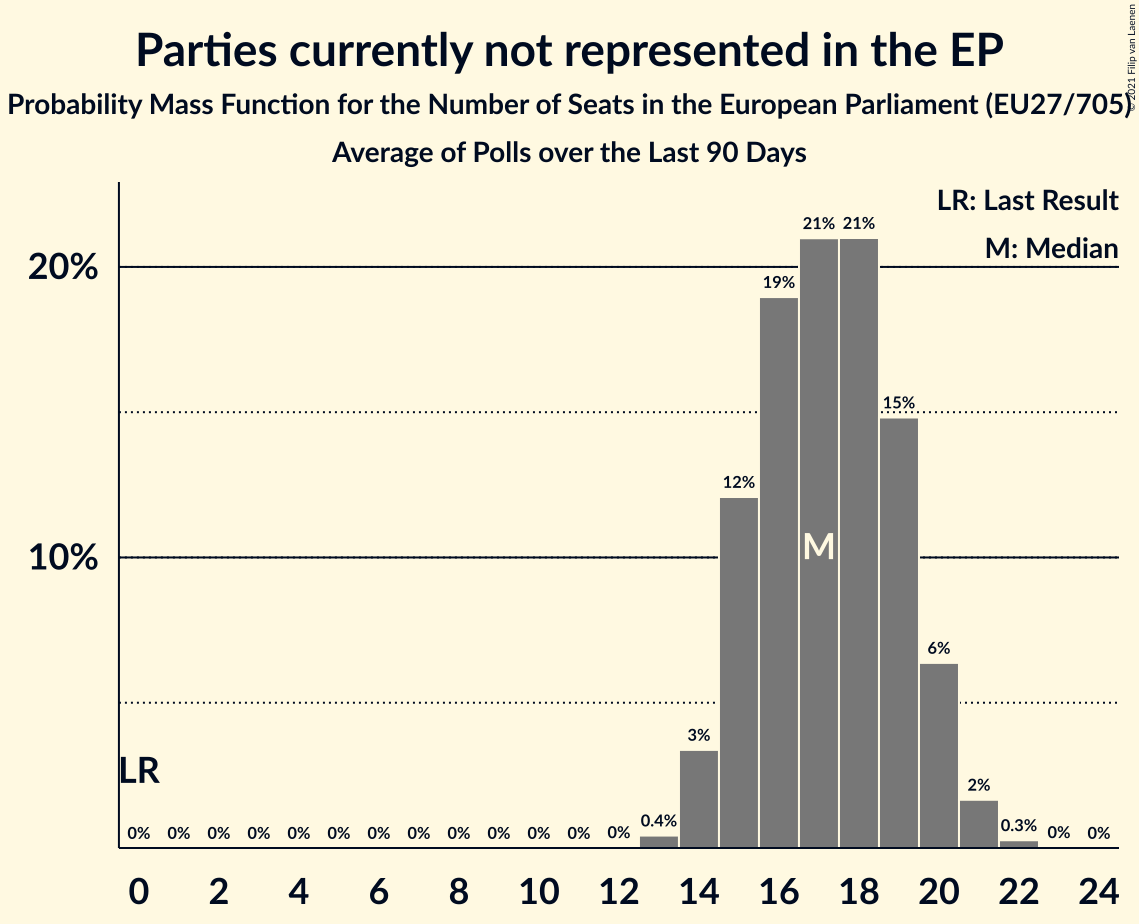 Parties currently not represented in the EP
Probability Mass Function for the Number of Seats in the European Parliament (EU27/705)
Average of Polls over the Last 90 Days
© 2021 Filip van Laenen
LR: Last Result
M: Median
21% 21%
20%
19%
15%
12%
M
10%
6%
3%
LR
2%
0% 0% 0% 0% 0% 0% 0% 0% 0% 0% 0% 0% 0% 0.4% 0.3% 0% 0%
0 2 4 6 8 10 12 14 16 18 20 22 24